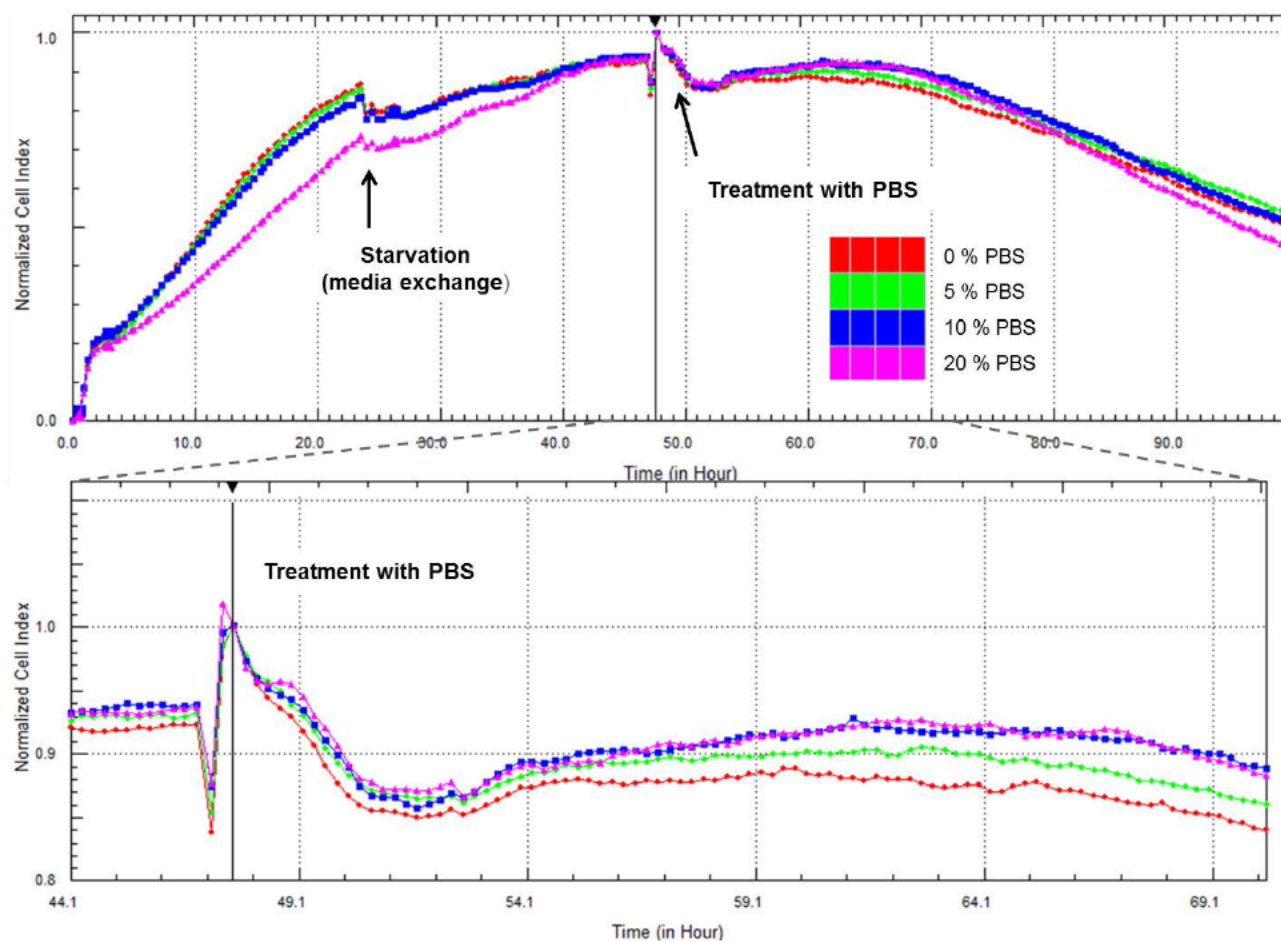 1.0
Normalized Cell Index
Treatment with PBS
Starvation
(media exchange)
0 % PBS
5 % PBS
10 % PBS
20 % PBS
0.0
0.0 10.0 20.0 30.0 40.0 50.0 60.0 70.0 80.0 90.0
Time (in Hour)
Treatment with PBS
Normalized Cell Index
1.0
0.9
0.8
44.1 49.1 54.1 59.1 64.1 69.1
Time (in Hour)